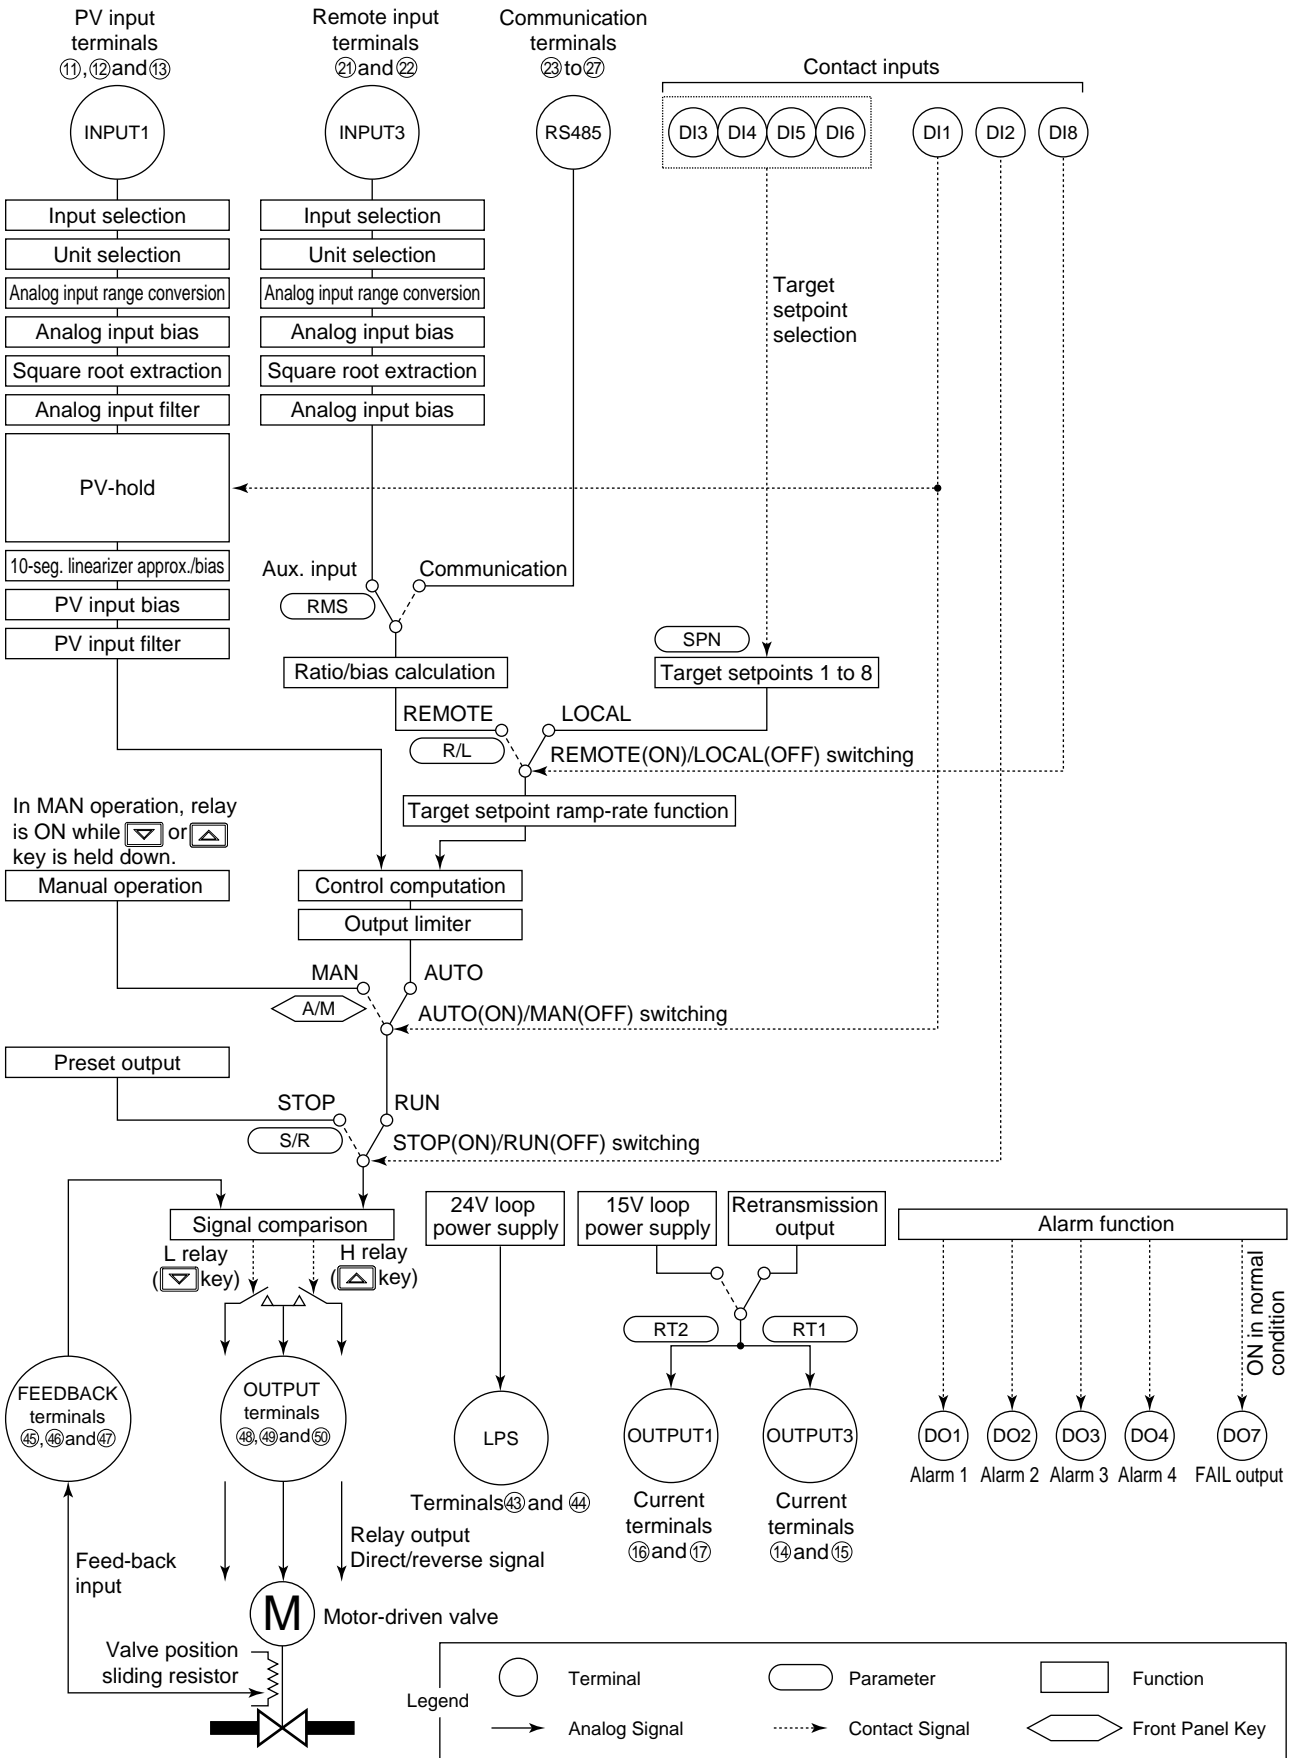 PV input
terminals
⑪,⑫and⑬
Remote input
terminals
㉑and㉒
Communication
terminals
㉓to㉗
Contact inputs
INPUT1
INPUT3
RS485
DI3
DI4
DI5
DI6
DI1
DI2
DI8
Input selection
Unit selection
Analog input range conversion
Analog input bias
Square root extraction
Analog input filter
PV-hold
10-seg. linearizer approx./bias
PV input bias
PV input filter
Input selection
Unit selection
Analog input range conversion
Analog input bias
Square root extraction
Analog input bias
Target
setpoint
selection
Aux. input
Communication
RMS
SPN
Ratio/bias calculation
Target setpoints 1 to 8
REMOTE
LOCAL
R/L
REMOTE(ON)/LOCAL(OFF) switching
Target setpoint ramp-rate function
In MAN operation, relay
is ON while ▽ or △
key is held down.
Manual operation
Control computation
Output limiter
MAN
AUTO
A/M
AUTO(ON)/MAN(OFF) switching
Preset output
STOP
RUN
S/R
STOP(ON)/RUN(OFF) switching
Signal comparison
24V loop
power supply
15V loop
power supply
Retransmission
output
Alarm function
L relay
(▽ key)
H relay
(△ key)
RT2
RT1
ON in normal
condition
FEEDBACK
terminals
㊺,㊻and㊼
OUTPUT
terminals
㊽,㊾and㊿
LPS
Terminals㊸and ㊹
OUTPUT1
Current
terminals
⑯and⑰
OUTPUT3
Current
terminals
⑭and⑮
DO1
DO2
DO3
DO4
DO7
Alarm 1
Alarm 2
Alarm 3
Alarm 4
FAIL output
Relay output
Direct/reverse signal
Feed-back
input
M
Motor-driven valve
Valve position
sliding resistor
Legend
Terminal
Parameter
Function
Analog Signal
Contact Signal
Front Panel Key